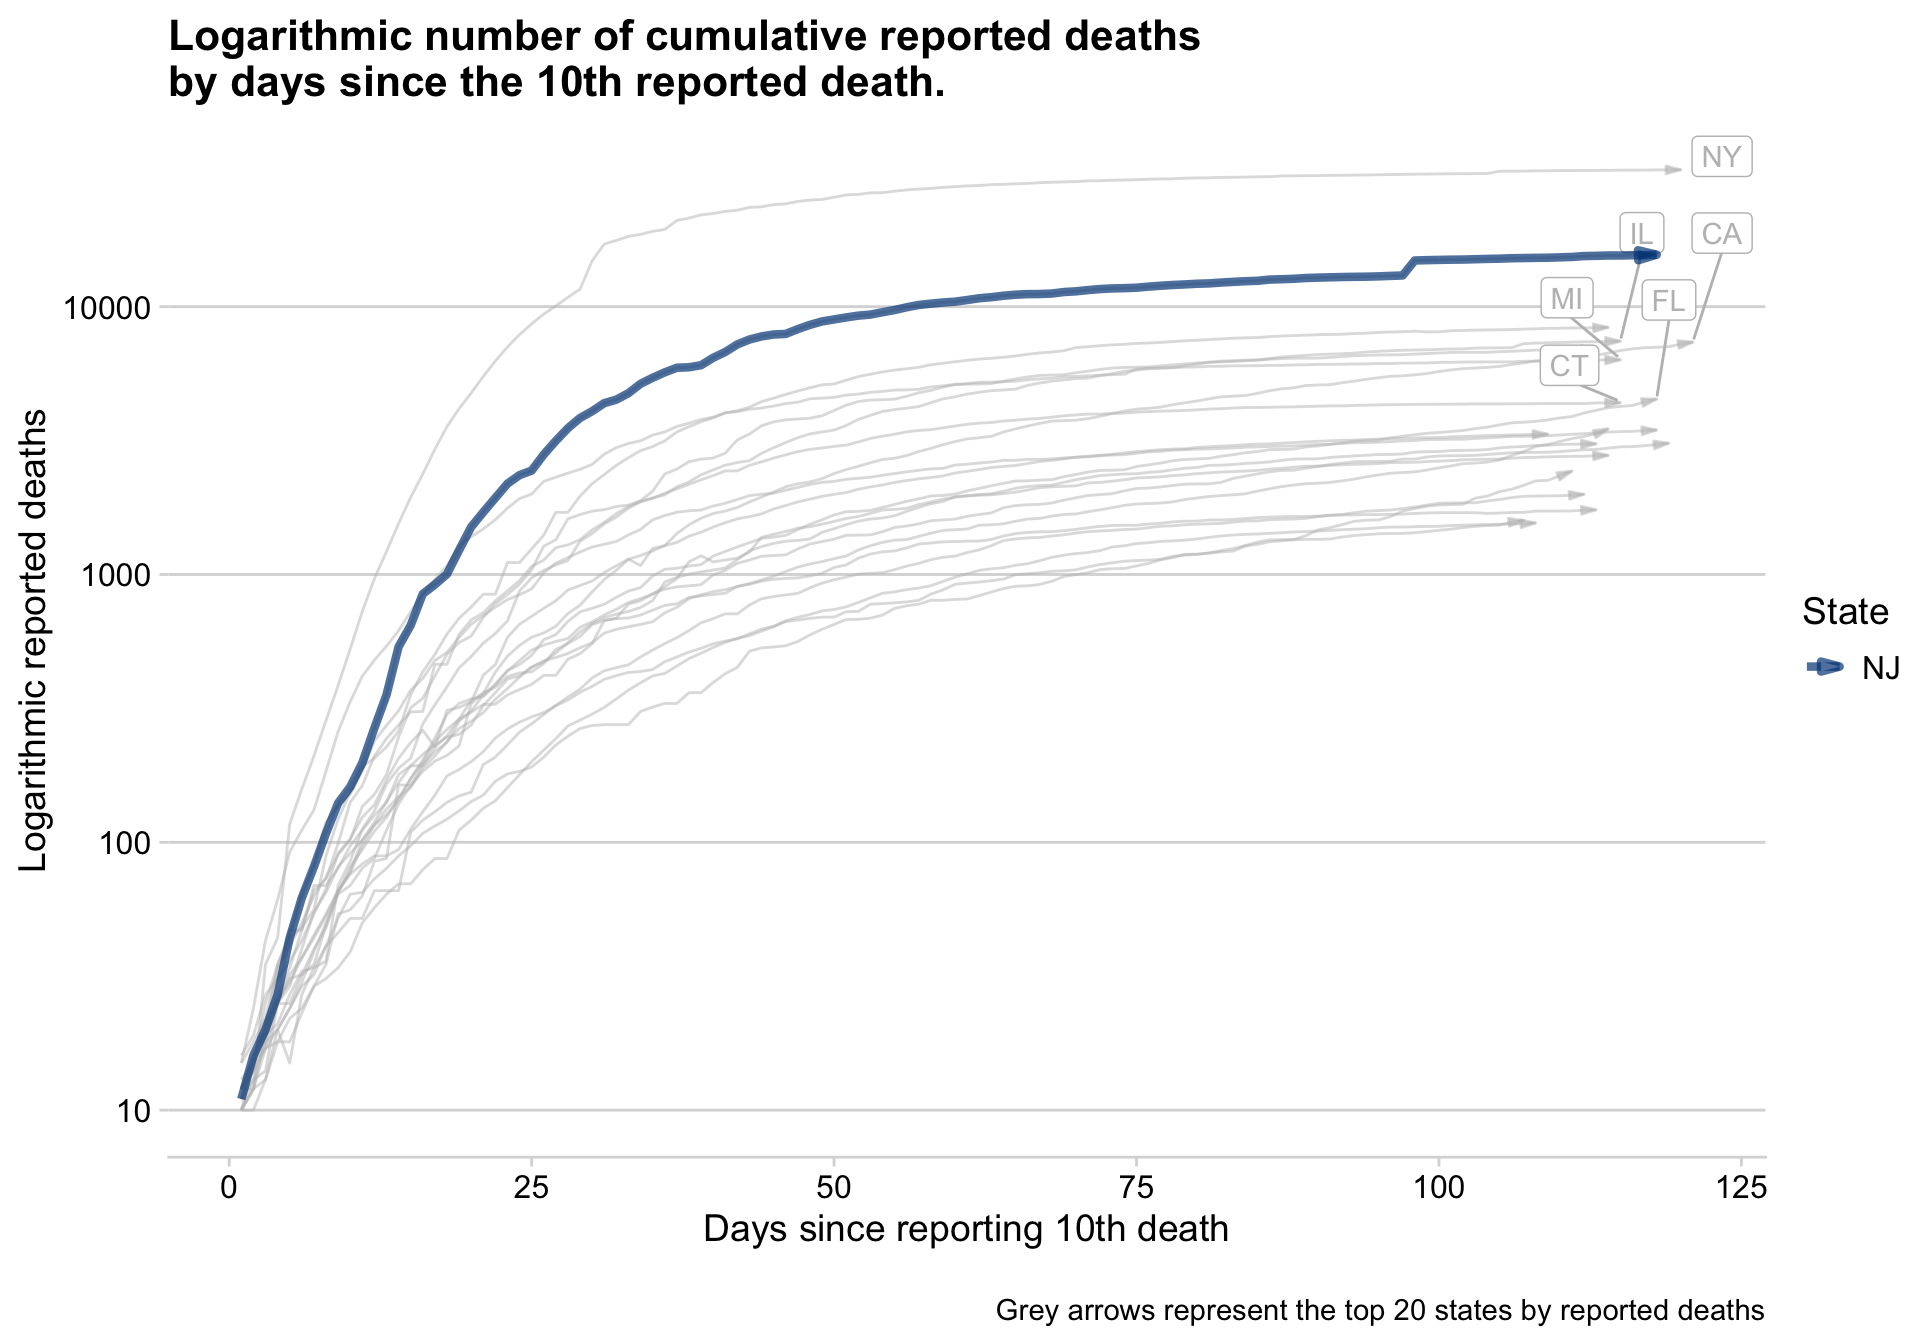 Logarithmic number of cumulative reported deaths
by days since the 10th reported death.
NY
IL
CA
MI
FL
CT
10000
1000
100
10
Logarithmic reported deaths
0
25
50
75
100
125
Days since reporting 10th death
State
NJ
Grey arrows represent the top 20 states by reported deaths